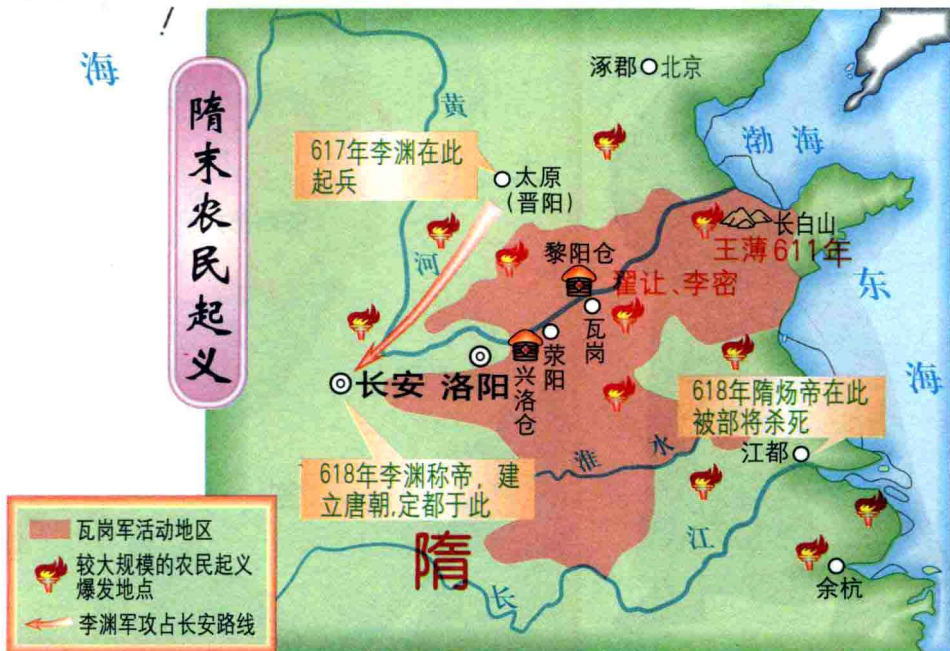 隋末农民起义
海
黄
河
涿郡
北京
渤海
617年李渊在此
起兵
太原
(晋阳)
长白山
王薄 611年
黎阳仓
翟让、李密
瓦岗
荥阳
兴洛仓
洛阳
长安
东
海
618年隋炀帝在此
被部将杀死
江都
淮水
618年李渊称帝，建
立唐朝,定都于此
隋
长
江
余杭
瓦岗军活动地区
较大规模的农民起义
爆发地点
李渊军攻占长安路线